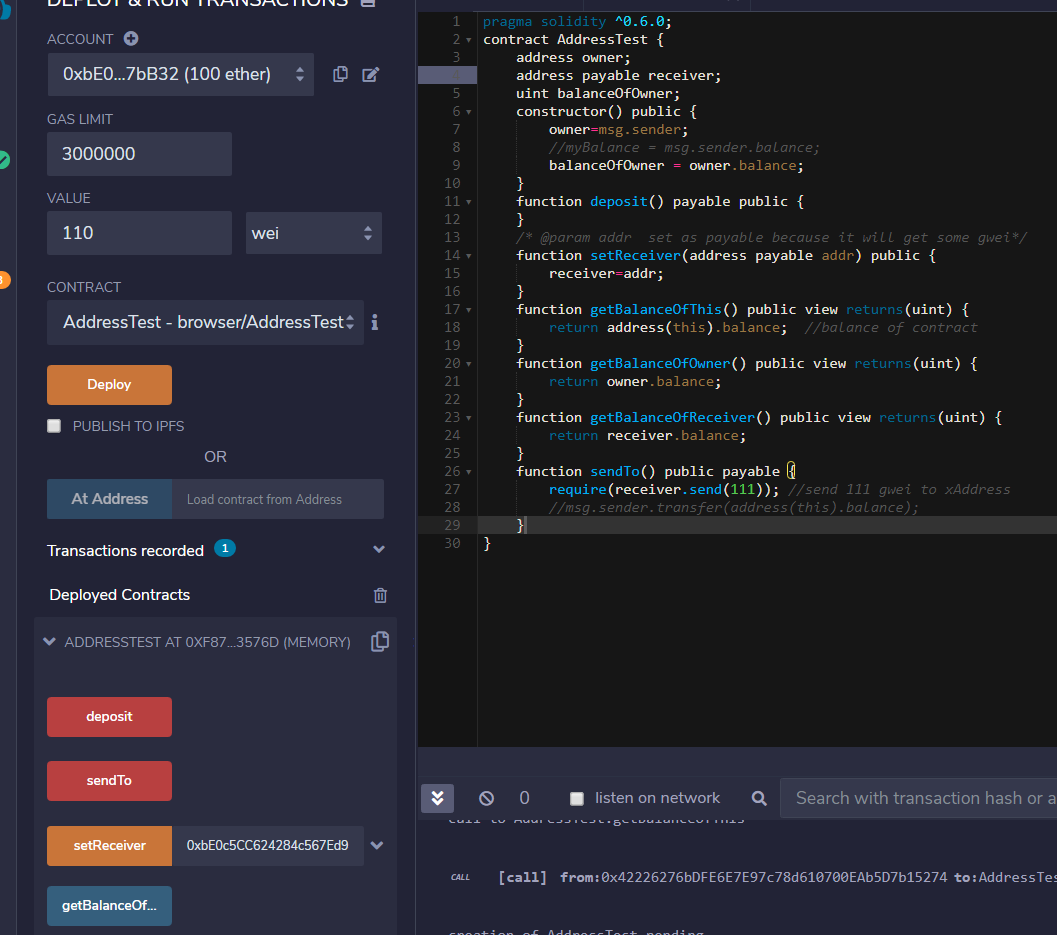 DEPLOY & RUN TRANSACTIONS
ACCOUNT
0xbE0...7bB32 (100 ether)
GAS LIMIT
3000000
VALUE
110
wei
CONTRACT
AddressTest - browser/AddressTest
Deploy
PUBLISH TO IPFS
OR
At Address
Load contract from Address
Transactions recorded 1
Deployed Contracts
ADDRESSTEST AT 0XF87...3576D (MEMORY)
deposit
sendTo
setReceiver
0xbE0c5CC624284c567Ed9
getBalanceOf...
1 pragma solidity ^0.6.0;
2 contract AddressTest {
3 address owner;
address payable receiver;
5 uint balanceOfOwner;
6 constructor() public {
7 owner=msg.sender;
8 //myBalance = msg.sender.balance;
9 balanceOfOwner = owner.balance;
10 }
11 function deposit() payable public {
12 }
13 /* @param addr  set as payable because it will get some gwei*/
14 function setReceiver(address payable addr) public {
15 receiver=addr;
16 }
17 function getBalanceOfThis() public view returns(uint) {
18 return address(this).balance;  //balance of contract
19 }
20 function getBalanceOfOwner() public view returns(uint) {
21 return owner.balance;
22 }
23 function getBalanceOfReceiver() public view returns(uint) {
24 return receiver.balance;
25 }
26 function sendTo() public payable {
27 require(receiver.send(111)); //send 111 gwei to xAddress
28 //msg.sender.transfer(address(this).balance);
29 }
30 }
0
listen on network
Search with transaction hash or a
call to AddressTest.getBalanceOfThis
CALL [call] from:0x42226276bDFE6E7E97c78d610700EAb5D7b15274 to:AddressTes
creation of AddressTest pending